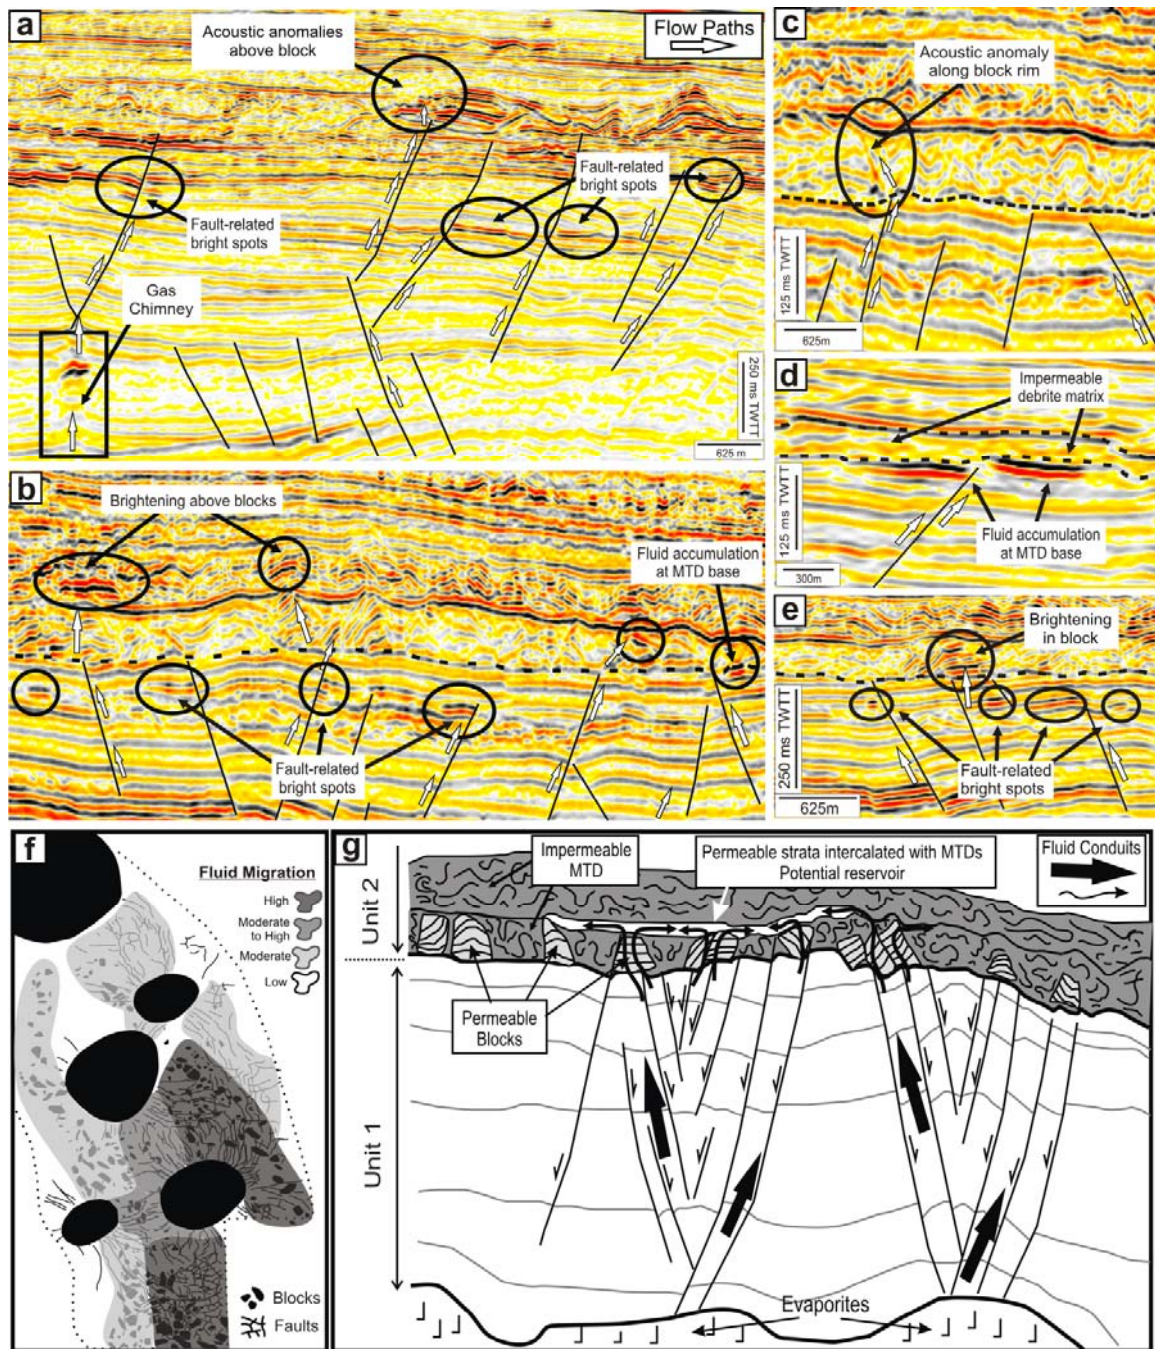 a
Acoustic anomalies
above block
Flow Paths
Fault-related
bright spots
Fault-related
bright spots
Gas
Chimney
250 ms TWTT
625 m
b
Brightening above blocks
Fluid accumulation
at MTD base
Fault-related
bright spots
c
Acoustic anomaly
along block rim
125 ms TWTT
625m
d
Impermeable
debrite matrix
125 ms TWTT
Fluid accumulation
at MTD base
300m
e
Brightening
in block
250 ms TWTT
Fault-related
bright spots
625m
f
Fluid Migration
High
Moderate
to High
Moderate
Low
Blocks
Faults
g
Unit 2
Impermeable
MTD
Permeable strata intercalated with MTDs
Potential reservoir
Fluid Conduits
Permeable
Blocks
Unit 1
Evaporites